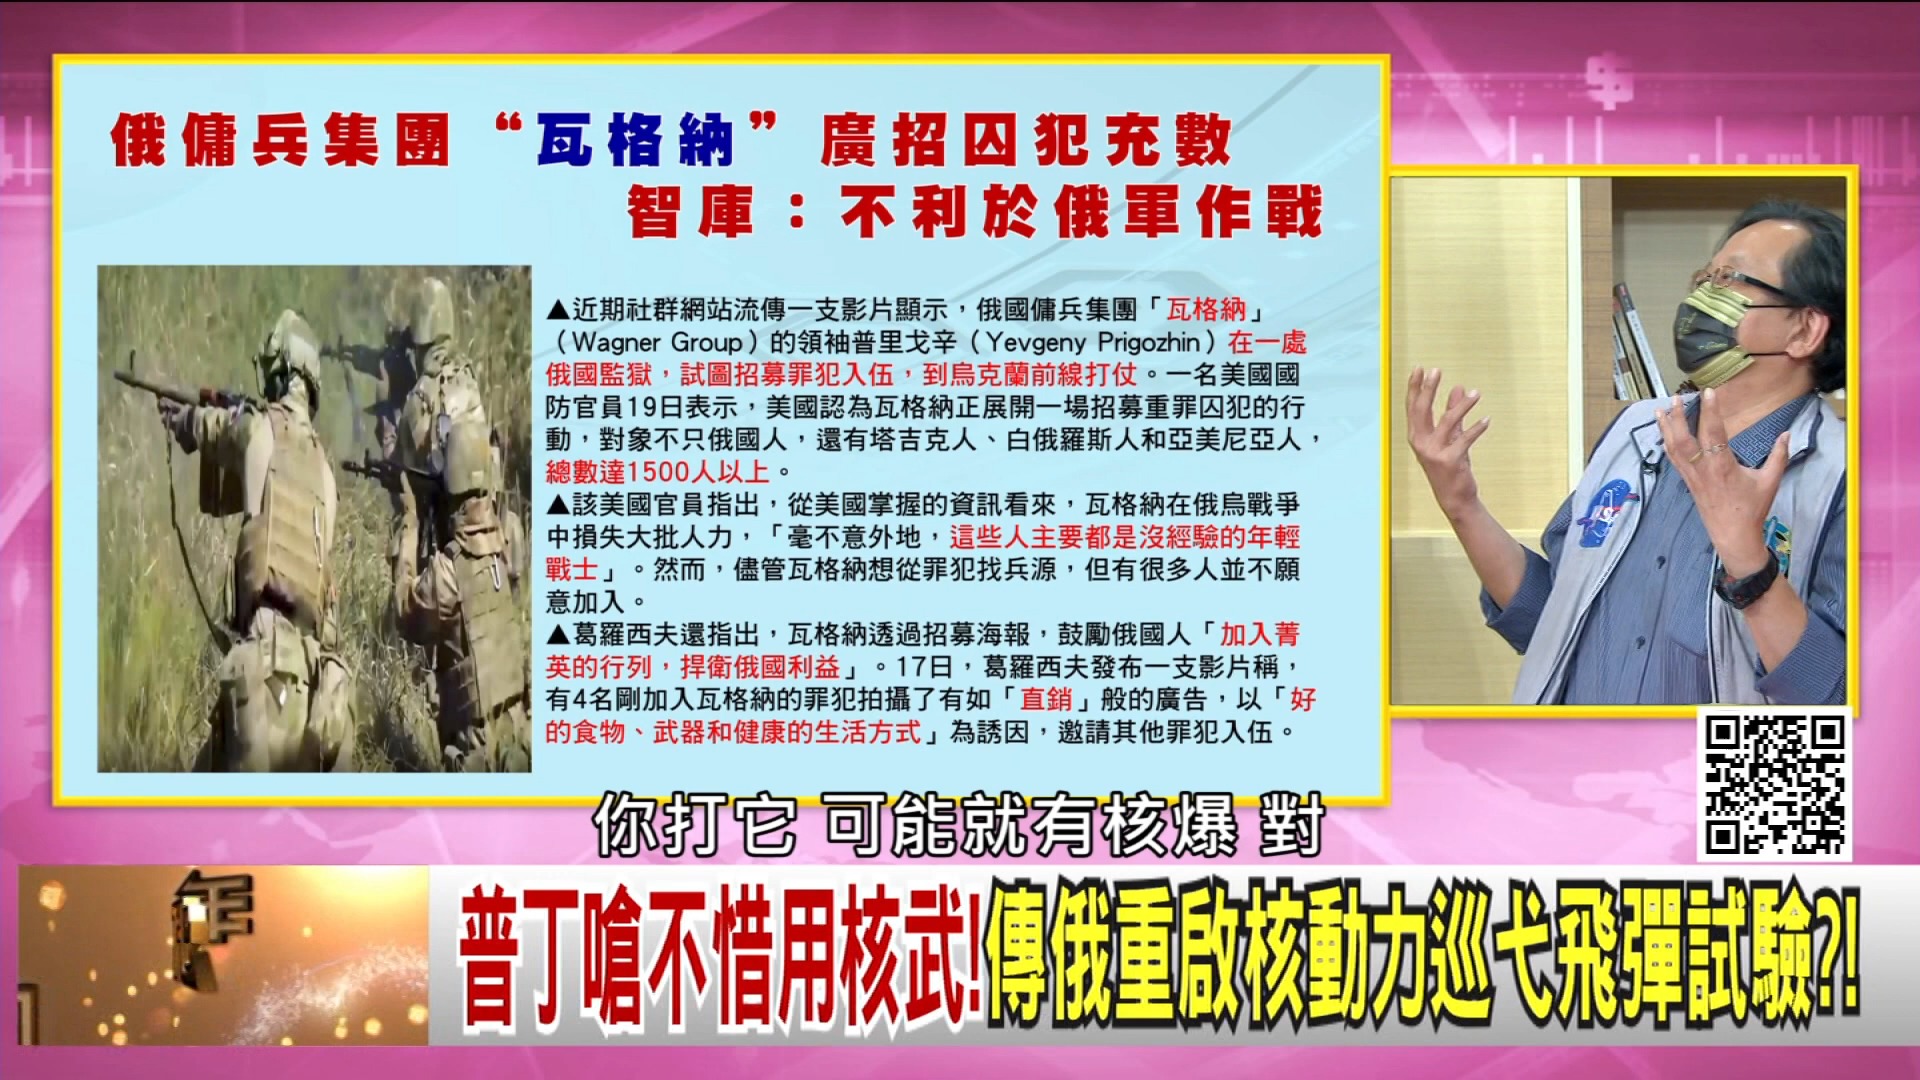 俄傭兵集團“瓦格納”廣招囚犯充數
智庫：不利於俄軍作戰
▲近期社群網站流傳一支影片顯示，俄國傭兵集團「瓦格納」
（Wagner Group）的領袖普里戈辛（Yevgeny Prigozhin）在一處
俄國監獄，試圖招募罪犯入伍，到烏克蘭前線打仗。一名美國國
防官員19日表示，美國認為瓦格納正展開一場招募重罪囚犯的行
動，對象不只俄國人，還有塔吉克人、白俄羅斯人和亞美尼亞人，
總數達1500人以上。
▲該美國官員指出，從美國掌握的資訊看來，瓦格納在俄烏戰爭
中損失大批人力，「毫不意外地，這些人主要都是沒經驗的年輕
戰士」。然而，儘管瓦格納想從罪犯找兵源，但有很多人並不願
意加入。
▲葛羅西夫還指出，瓦格納透過招募海報，鼓勵俄國人「加入菁
英的行列，捍衛俄國利益」。17日，葛羅西夫發布一支影片稱，
有4名剛加入瓦格納的罪犯拍攝了有如「直銷」般的廣告，以「好
的食物、武器和健康的生活方式」為誘因，邀請其他罪犯入伍。
你打它 可能就有核爆 對
年
普丁嗆不惜用核武!傳俄重啟核動力巡弋飛彈試驗?!